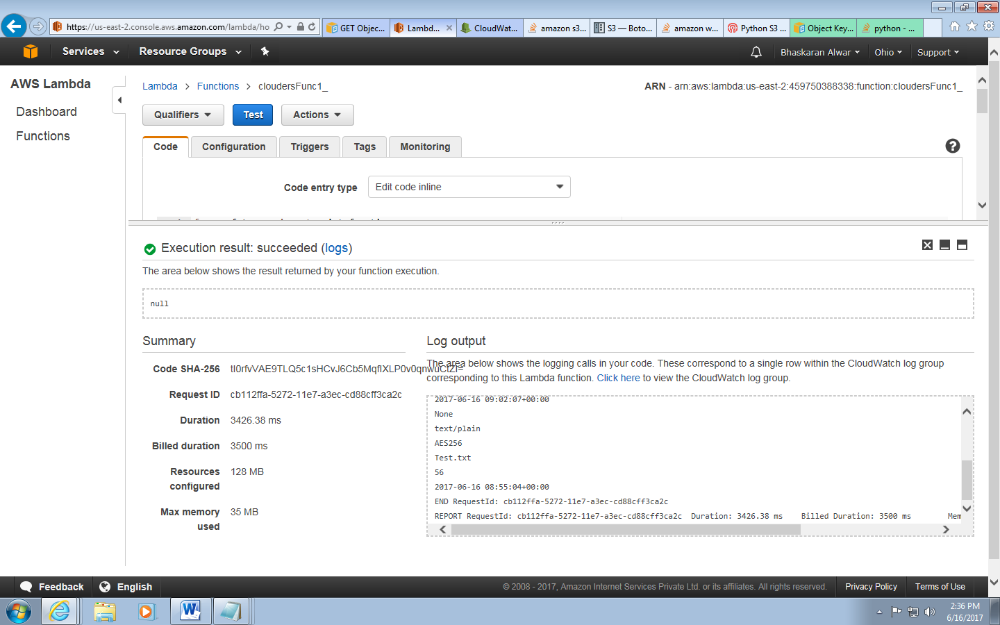 https://us-east-2.console.aws.amazon.com/lambda/ho
GET Objec...
Lambd...
CloudWat...
amazon s3...
S3 — Boto...
amazon w...
Python S3 ...
Object Key...
python - ...
Services
Resource Groups
Bhaskaran Alwar
Ohio
Support
AWS Lambda
Dashboard
Functions
Lambda > Functions > cloudersFunc1_
ARN - arn:aws:lambda:us-east-2:459750388338:function:cloudersFunc1_
Qualifiers
Test
Actions
Code
Configuration
Triggers
Tags
Monitoring
Code entry type
Edit code inline
Execution result: succeeded (logs)
The area below shows the result returned by your function execution.
null
Summary
Code SHA-256
Request ID cb112ffa-5272-11e7-a3ec-cd88cff3ca2c
Duration 3426.38 ms
Billed duration 3500 ms
Resources configured 128 MB
Max memory used 35 MB
Log output
The area below shows the logging calls in your code. These correspond to a single row within the CloudWatch log group
corresponding to this Lambda function. Click here to view the CloudWatch log group.
2017-06-16 09:02:07+00:00
None
text/plain
AES256
Test.txt
56
2017-06-16 08:55:04+00:00
END RequestId: cb112ffa-5272-11e7-a3ec-cd88cff3ca2c
REPORT RequestId: cb112ffa-5272-11e7-a3ec-cd88cff3ca2c Duration: 3426.38 ms Billed Duration: 3500 ms Mem
Feedback
English
© 2008 - 2017, Amazon Internet Services Private Ltd. or its affiliates. All rights reserved.
Privacy Policy
Terms of Use
2:36 PM
6/16/2017